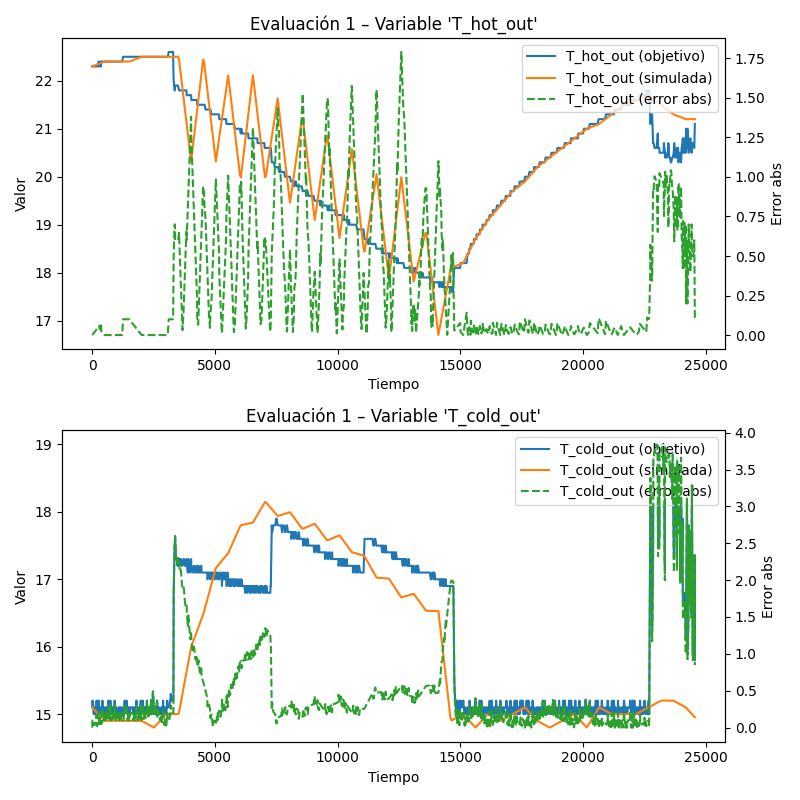 Evaluación 1 – Variable 'T_hot_out'
T_hot_out (objetivo)
T_hot_out (simulada)
T_hot_out (error abs)
22
21
20
19
18
17
Valor
1.75
1.50
1.25
1.00
0.75
0.50
0.25
0.00
Error abs
0 5000 10000 15000 20000 25000
Tiempo
Evaluación 1 – Variable 'T_cold_out'
T_cold_out (objetivo)
T_cold_out (simulada)
T_cold_out (error abs)
19
18
17
16
15
Valor
4.0
3.5
3.0
2.5
2.0
1.5
1.0
0.5
0.0
Error abs
0 5000 10000 15000 20000 25000
Tiempo